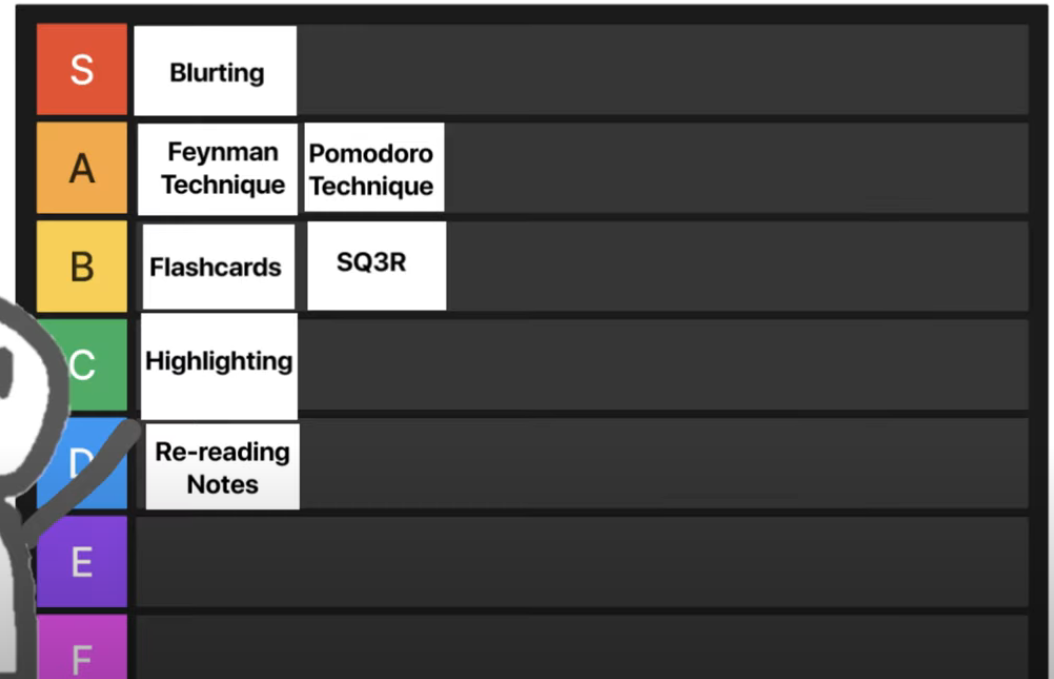 S
Blurting
A
Feynman
Technique
Pomodoro
Technique
B
Flashcards
SQ3R
C
Highlighting
D
Re-reading
Notes
E
F